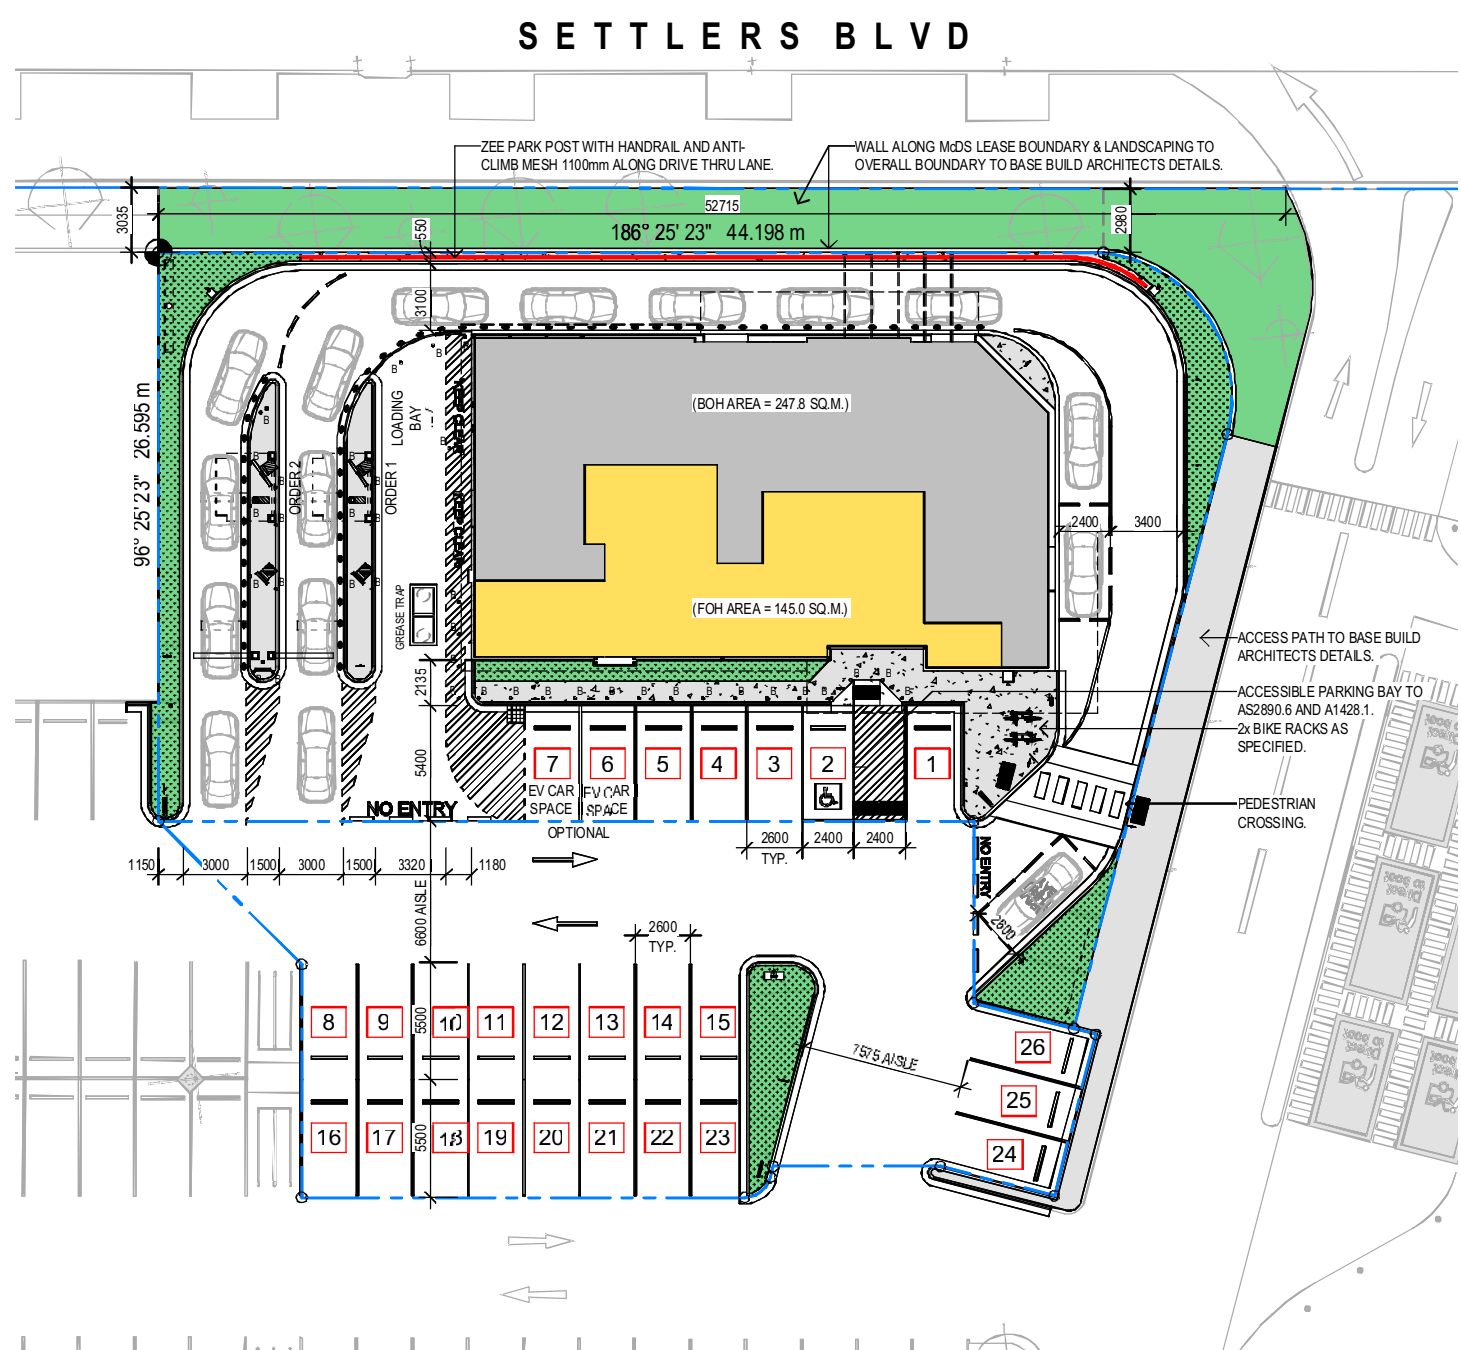 SETTLERS BLVD
ZEE PARK POST WITH HANDRAIL AND ANTI-
CLIMB MESH 1100mm ALONG DRIVE THRU LANE.
WALL ALONG McDS LEASE BOUNDARY & LANDSCAPING TO
OVERALL BOUNDARY TO BASE BUILD ARCHITECTS DETAILS.
52715
3035
550
186° 25' 23" 44.198 m
2980
3100
96° 25' 23" 26.595 m
LOADING
BAY
KEEP CLEAR
KEEP CLEAR
(BOH AREA = 247.8 SQ.M.)
ORDER 2
ORDER 1
2400
3400
GREASE TRAP
(FOH AREA = 145.0 SQ.M.)
ACCESS PATH TO BASE BUILD
ARCHITECTS DETAILS.
2135
ACCESSIBLE PARKING BAY TO
AS2890.6 AND A1428.1.
2x BIKE RACKS AS
SPECIFIED.
5400
7
6
5
4
3
2
1
EV CAR
SPACE
EV CAR
SPACE
OPTIONAL
NO ENTRY
PEDESTRIAN
CROSSING.
2600
TYP.
2400
2400
1150
3000
1500
3000
1500
3320
1180
NO ENTRY
6600 AISLE
2600
TYP.
2600
8
9
10
11
12
13
14
15
5500
7575 AISLE
26
25
24
16
17
18
19
20
21
22
23
5500